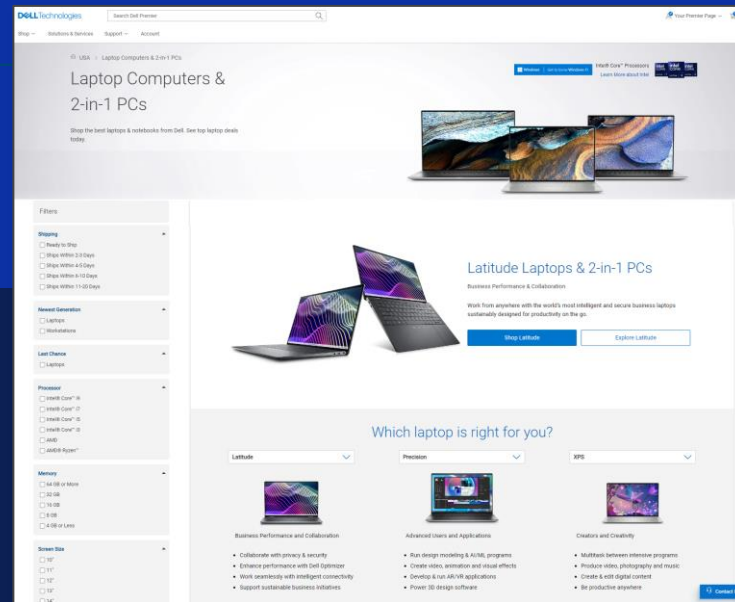 DELLTechnologies
Search Dell Premier
Your Premier Page
Shop
Solutions & Services
Support
Account
USA > Laptop Computers & 2-in-1 PCs
Laptop Computers &
2-in-1 PCs
Shop the best laptops & notebooks from Dell. See top laptop deals
today.
Windows
Intel® Core™ Processors
Learn More about Intel
Filters
Shipping
Ready to Ship
Ships Within 2-3 Days
Ships Within 4-5 Days
Ships Within 6-10 Days
Ships Within 11-20 Days
Newest Generation
Laptops
Workstations
Last Chance
Laptops
Processor
Intel® Core™ i9
Intel® Core™ i7
Intel® Core™ i5
Intel® Core™ i3
AMD
AMD® Ryzen™
Memory
64 GB or More
32 GB
16 GB
8 GB
4 GB or Less
Screen Size
10"
11"
12"
13"
14"
Latitude Laptops & 2-in-1 PCs
Business Performance & Collaboration
Work from anywhere with the world's most intelligent and secure business laptops
sustainably designed for productivity on the go.
Shop Latitude
Explore Latitude
Which laptop is right for you?
Latitude
Precision
XPS
Business Performance and Collaboration
• Collaborate with privacy & security
• Enhance performance with Dell Optimizer
• Work seamlessly with intelligent connectivity
• Support sustainable business initiatives
Advanced Users and Applications
• Run design modeling & AI/ML programs
• Create video, animation and visual effects
• Develop & run AR/VR applications
• Power 3D design software
Creators and Creativity
• Multitask between intensive programs
• Produce video, photography and music
• Create & edit digital content
• Be productive anywhere
Contact